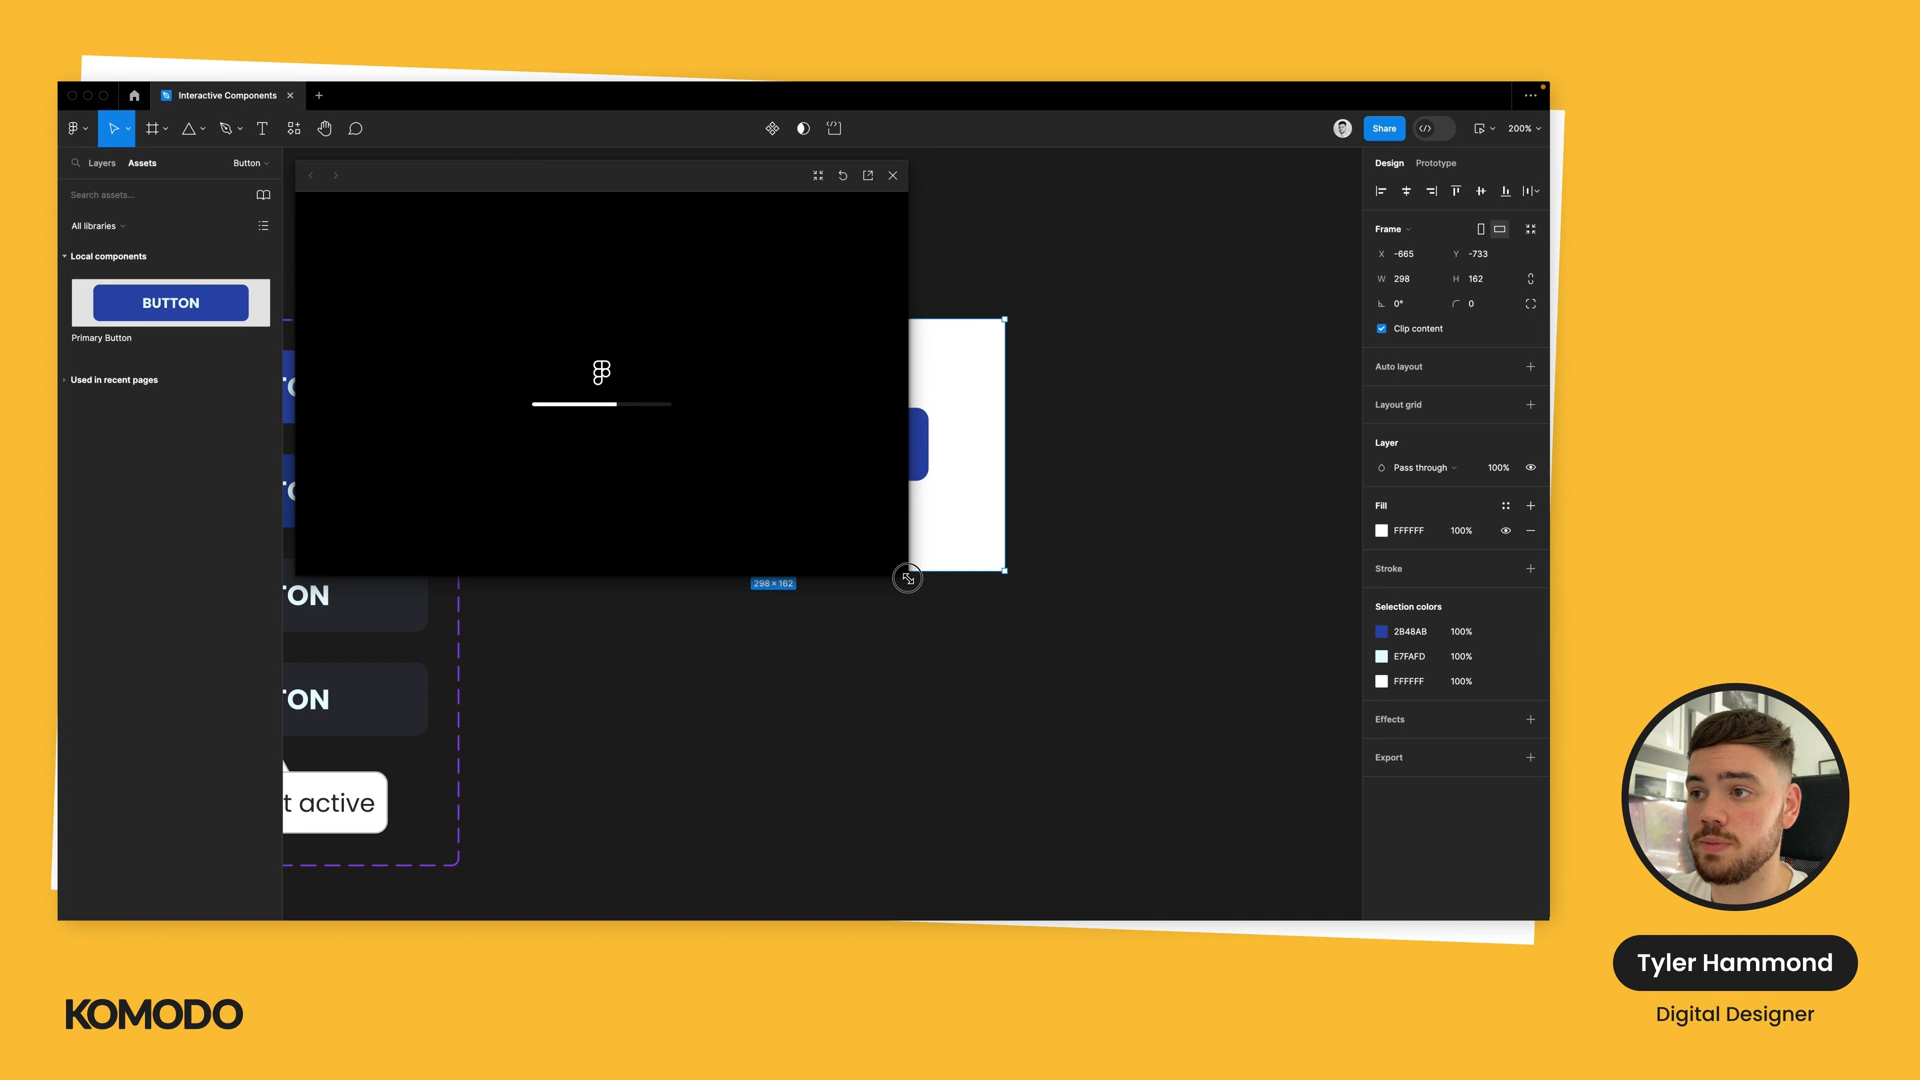 Interactive Components
Share
200%
Layers
Assets
Button
Search assets...
All libraries
Local components
BUTTON
Primary Button
Used in recent pages
TON
TON
t active
298 × 162
Design
Prototype
Frame
X -665
Y -733
W 298
H 162
0°
0
Clip content
Auto layout
Layout grid
Layer
Pass through
100%
Fill
FFFFFF
100%
Stroke
Selection colors
2B48AB
100%
E7FAFD
100%
FFFFFF
100%
Effects
Export
Tyler Hammond
Digital Designer
KOMODO